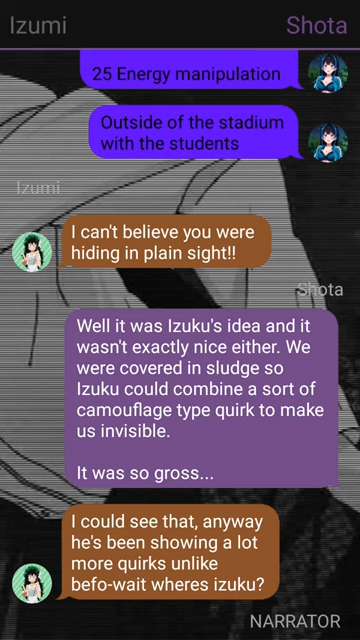 Izumi
Shota
25 Energy manipulation
Outside of the stadium
with the students
Izumi
I can't believe you were
hiding in plain sight!!
Shota
Well it was Izuku's idea and it
wasn't exactly nice either. We
were covered in sludge so
Izuku could combine a sort of
camouflage type quirk to make
us invisible.
It was so gross...
I could see that, anyway
he's been showing a lot
more quirks unlike
befo-wait wheres izuku?
NARRATOR